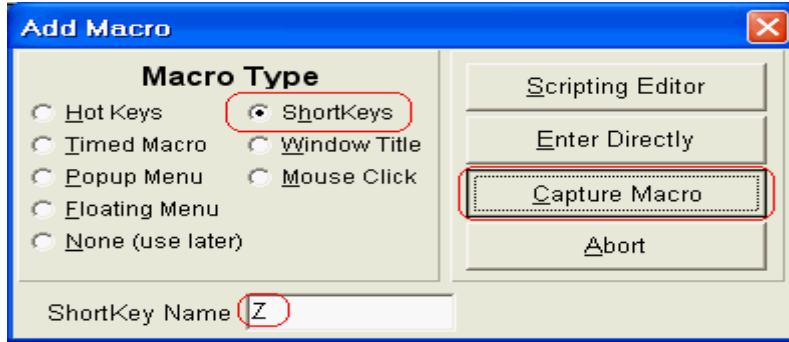 Add Macro
Macro Type
Hot Keys
ShortKeys
Timed Macro
Window Title
Popup Menu
Mouse Click
Floating Menu
None (use later)
Scripting Editor
Enter Directly
Capture Macro
Abort
ShortKey Name Z